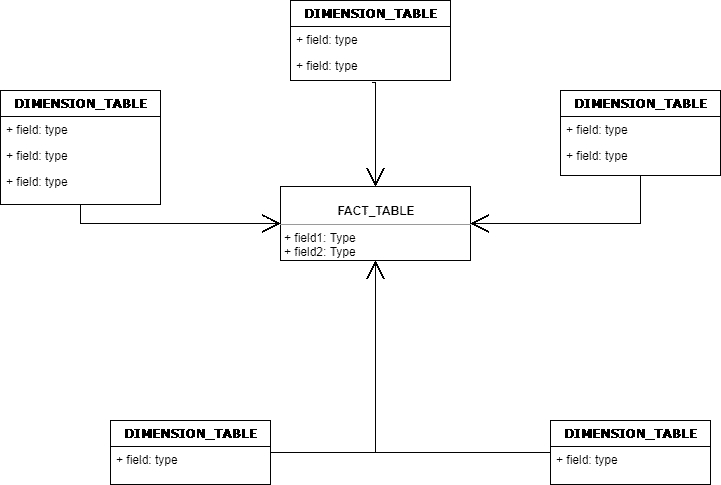 DIMENSION_TABLE
+ field: type
+ field: type
DIMENSION_TABLE
+ field: type
+ field: type
+ field: type
DIMENSION_TABLE
+ field: type
+ field: type
FACT_TABLE
+ field1: Type
+ field2: Type
DIMENSION_TABLE
+ field: type
DIMENSION_TABLE
+ field: type